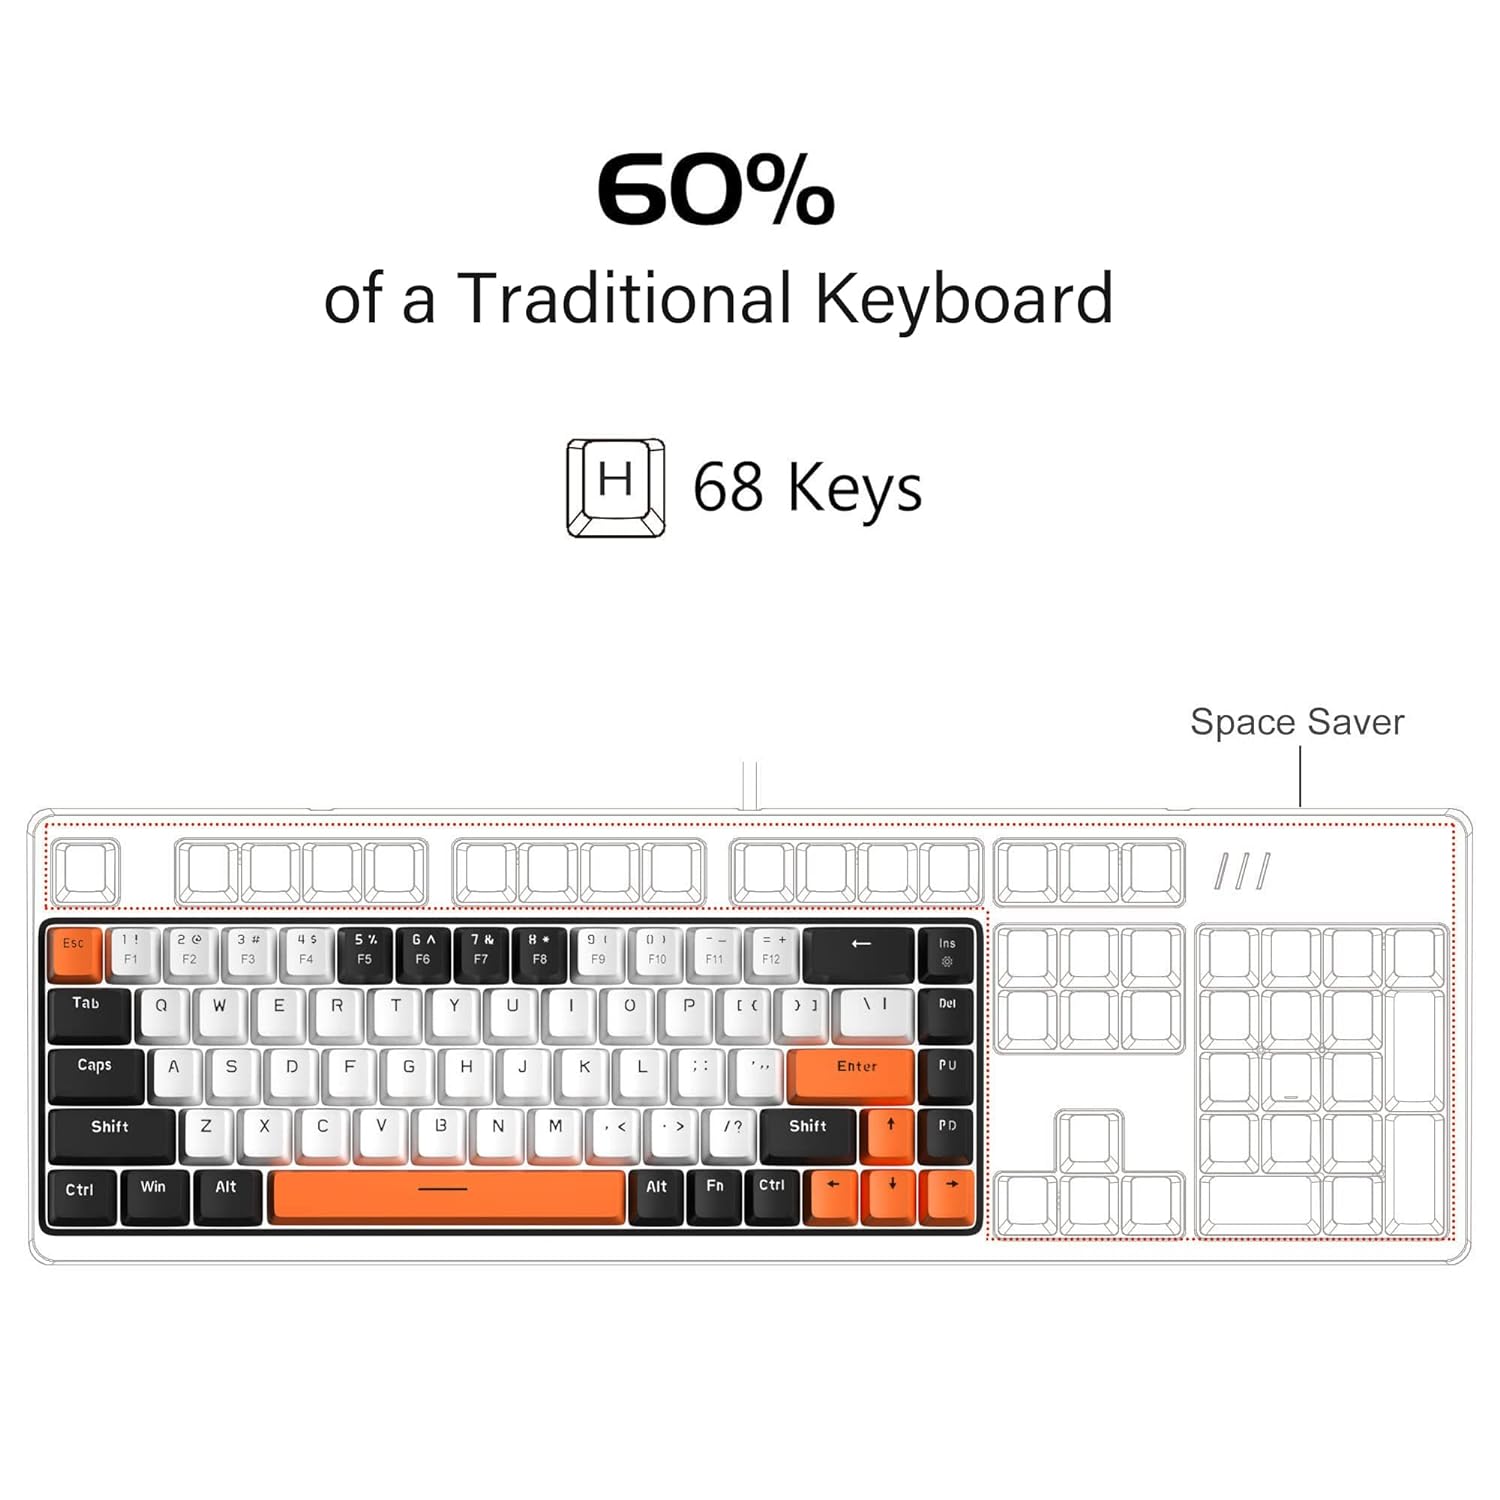 60%
of a Traditional Keyboard
H 68 Keys
Space Saver
Esc 1 ! F1 2 @ F2 3 # F3 4 $ F4 5 % F5 6 ^ F6 7 & F7 8 * F8 9 ( F9 0 ) F10 - _ F11 = + F12 ← Ins
Tab Q W E R T Y U I O P [ { } ] \ | Del
Caps A S D F G H J K L ; : ' ,, Enter PU
Shift Z X C V B N M , < . > / ? Shift ↑ PD
Ctrl Win Alt Alt Fn Ctrl ← ↓ →